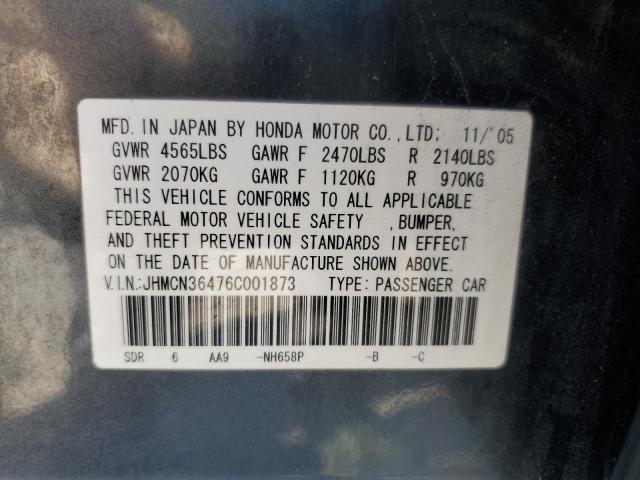 MFD. IN JAPAN BY HONDA MOTOR CO.,LTD; 11/'05
GVWR 4565LBS GAWR F 2470LBS R 2140LBS
GVWR 2070KG GAWR F 1120KG R 970KG
THIS VEHICLE CONFORMS TO ALL APPLICABLE
FEDERAL MOTOR VEHICLE SAFETY ,BUMPER,
AND THEFT PREVENTION STANDARDS IN EFFECT
ON THE DATE OF MANUFACTURE SHOWN ABOVE.
V.I.N.:JHMCN36476C001873 TYPE: PASSENGER CAR
SDR 6 AA9 -NH658P -B -C